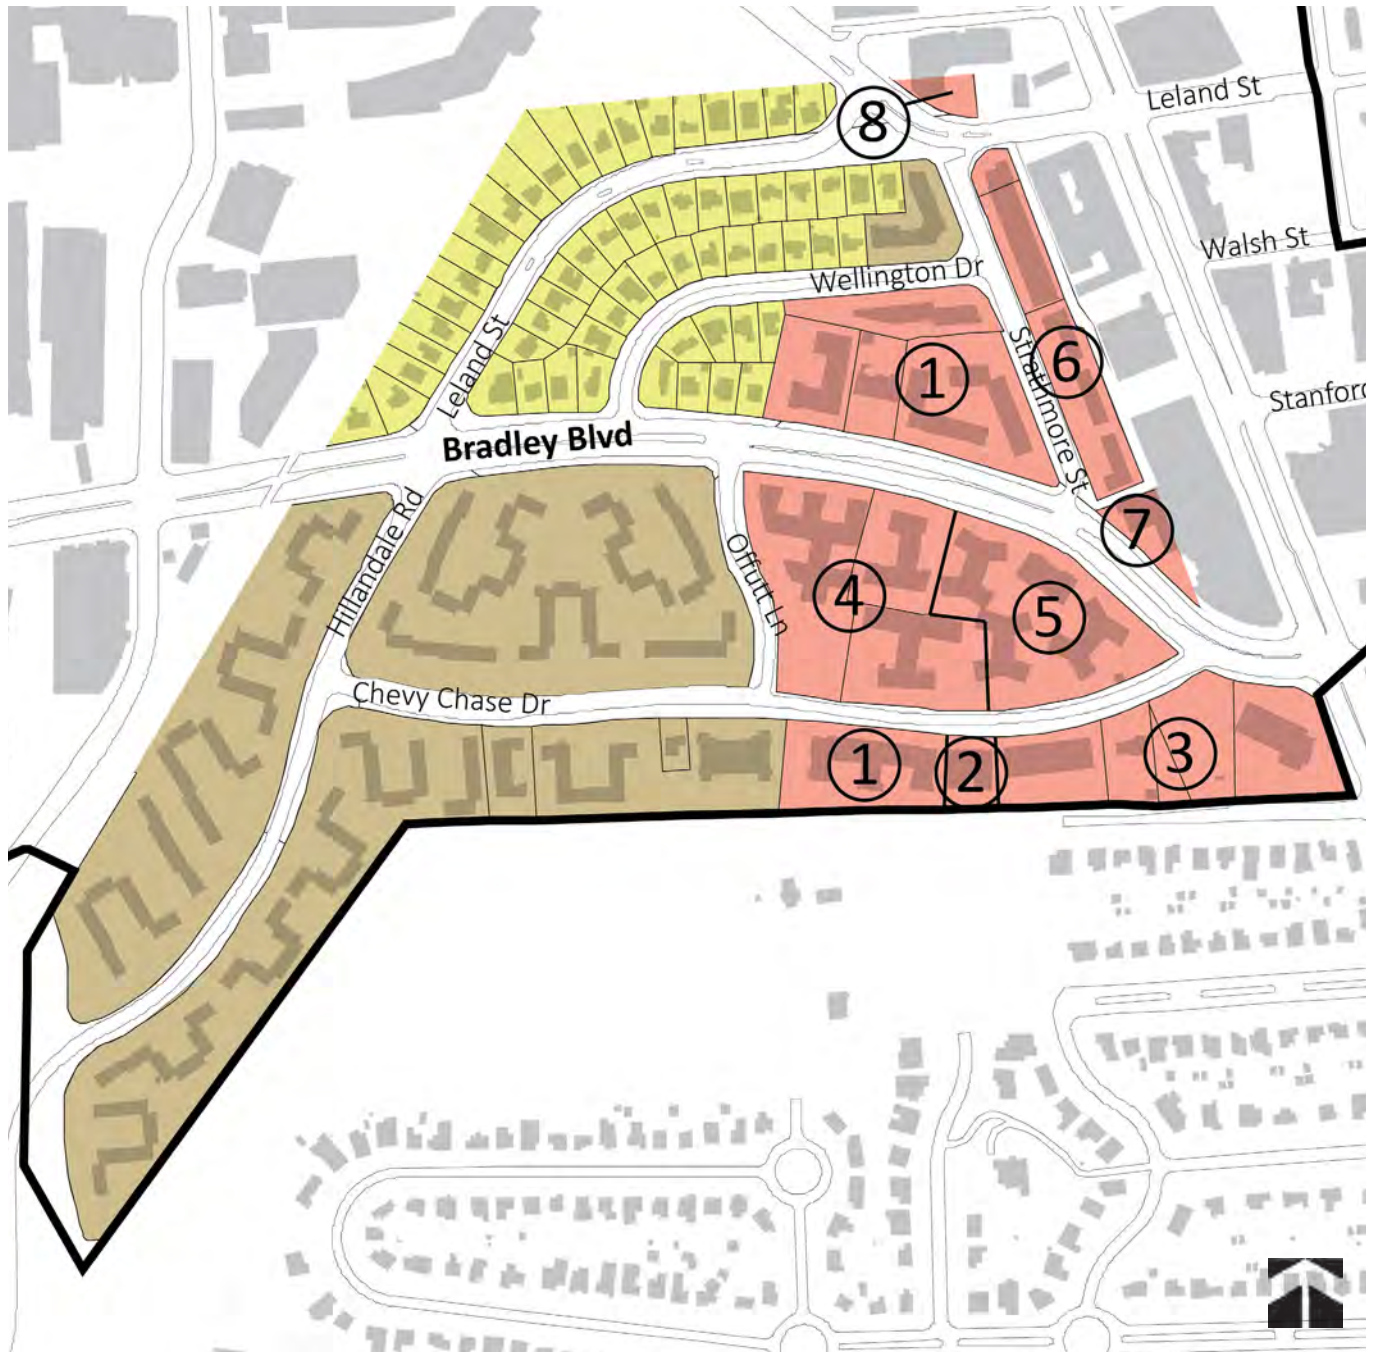 Leland St
8
Walsh St
Wellington Dr
Leland St
Strathmore St
1
6
Stanford
Bradley Blvd
Hillandale Rd
7
Offutt Ln
4
5
Chevy Chase Dr
1
2
3